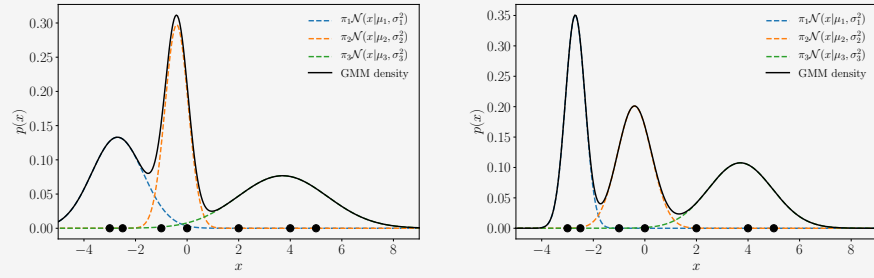 0.30
0.25
0.20
0.15
0.10
0.05
0.00
p(x)
−4 −2 0 2 4 6 8
x
π₁𝒩(x|μ₁, σ₁²)
π₂𝒩(x|μ₂, σ₂²)
π₃𝒩(x|μ₃, σ₃²)
GMM density
0.35
0.30
0.25
0.20
0.15
0.10
0.05
0.00
p(x)
−4 −2 0 2 4 6 8
x
π₁𝒩(x|μ₁, σ₁²)
π₂𝒩(x|μ₂, σ₂²)
π₃𝒩(x|μ₃, σ₃²)
GMM density